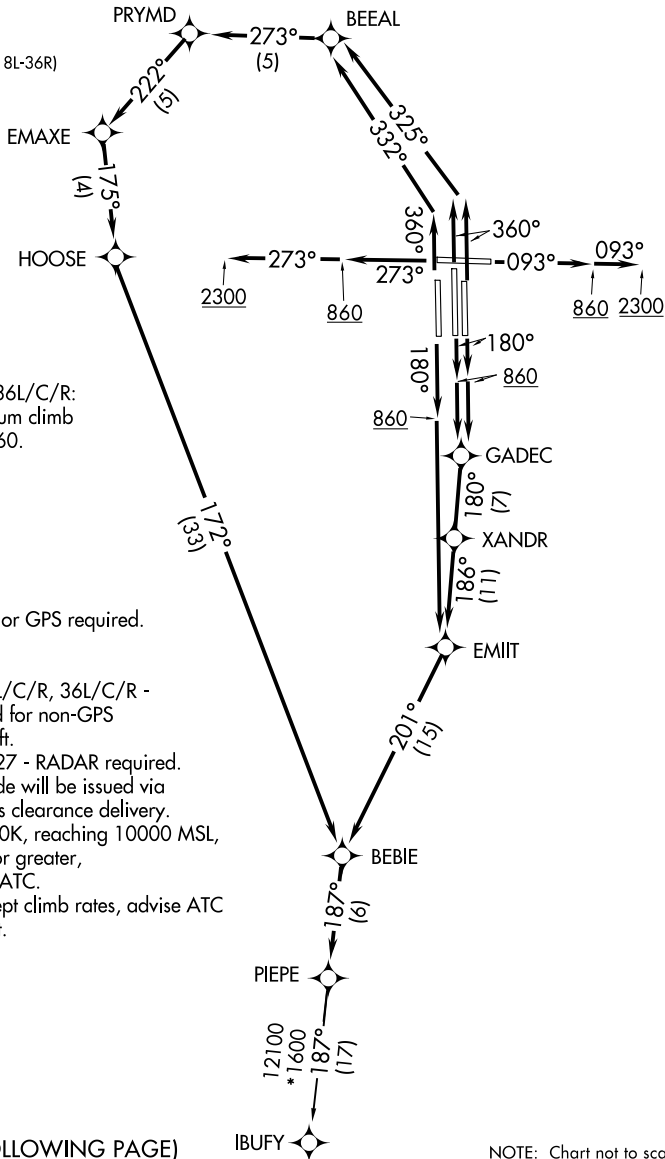 PRYMD
BEEAL
273°
(5)
8L-36R)
222°
(5)
EMAXE
325°
332°
175°
(4)
360°
360°
HOOSE
273°
273°
093°
093°
2300
860
860
2300
180°
180°
36L/C/R:
um climb
60.
860
860
GADEC
180°
(7)
172°
(33)
XANDR
186°
(11)
or GPS required.
EMIIT
L/C/R, 36L/C/R -
d for non-GPS
ft.
27 - RADAR required.
de will be issued via
s clearance delivery.
0K, reaching 10000 MSL,
or greater,
ATC.
ept climb rates, advise ATC
t.
201°
(15)
BEBIE
187°
(6)
PIEPE
12100
*1600
187°
(17)
OLLOWING PAGE)
IBUFY
NOTE: Chart not to sca